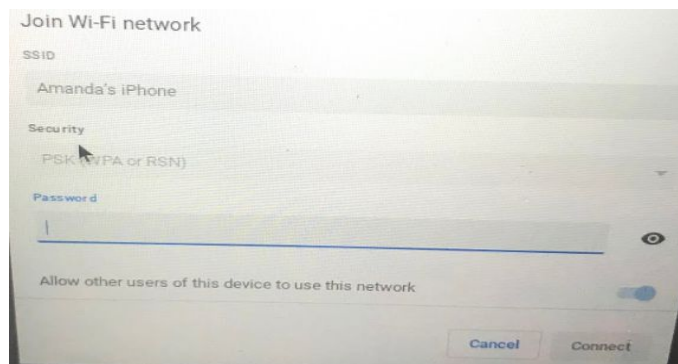 Join Wi-Fi network
SSID
Amanda's iPhone
Security
PSK (WPA or RSN)
Password
Allow other users of this device to use this network
Cancel
Connect